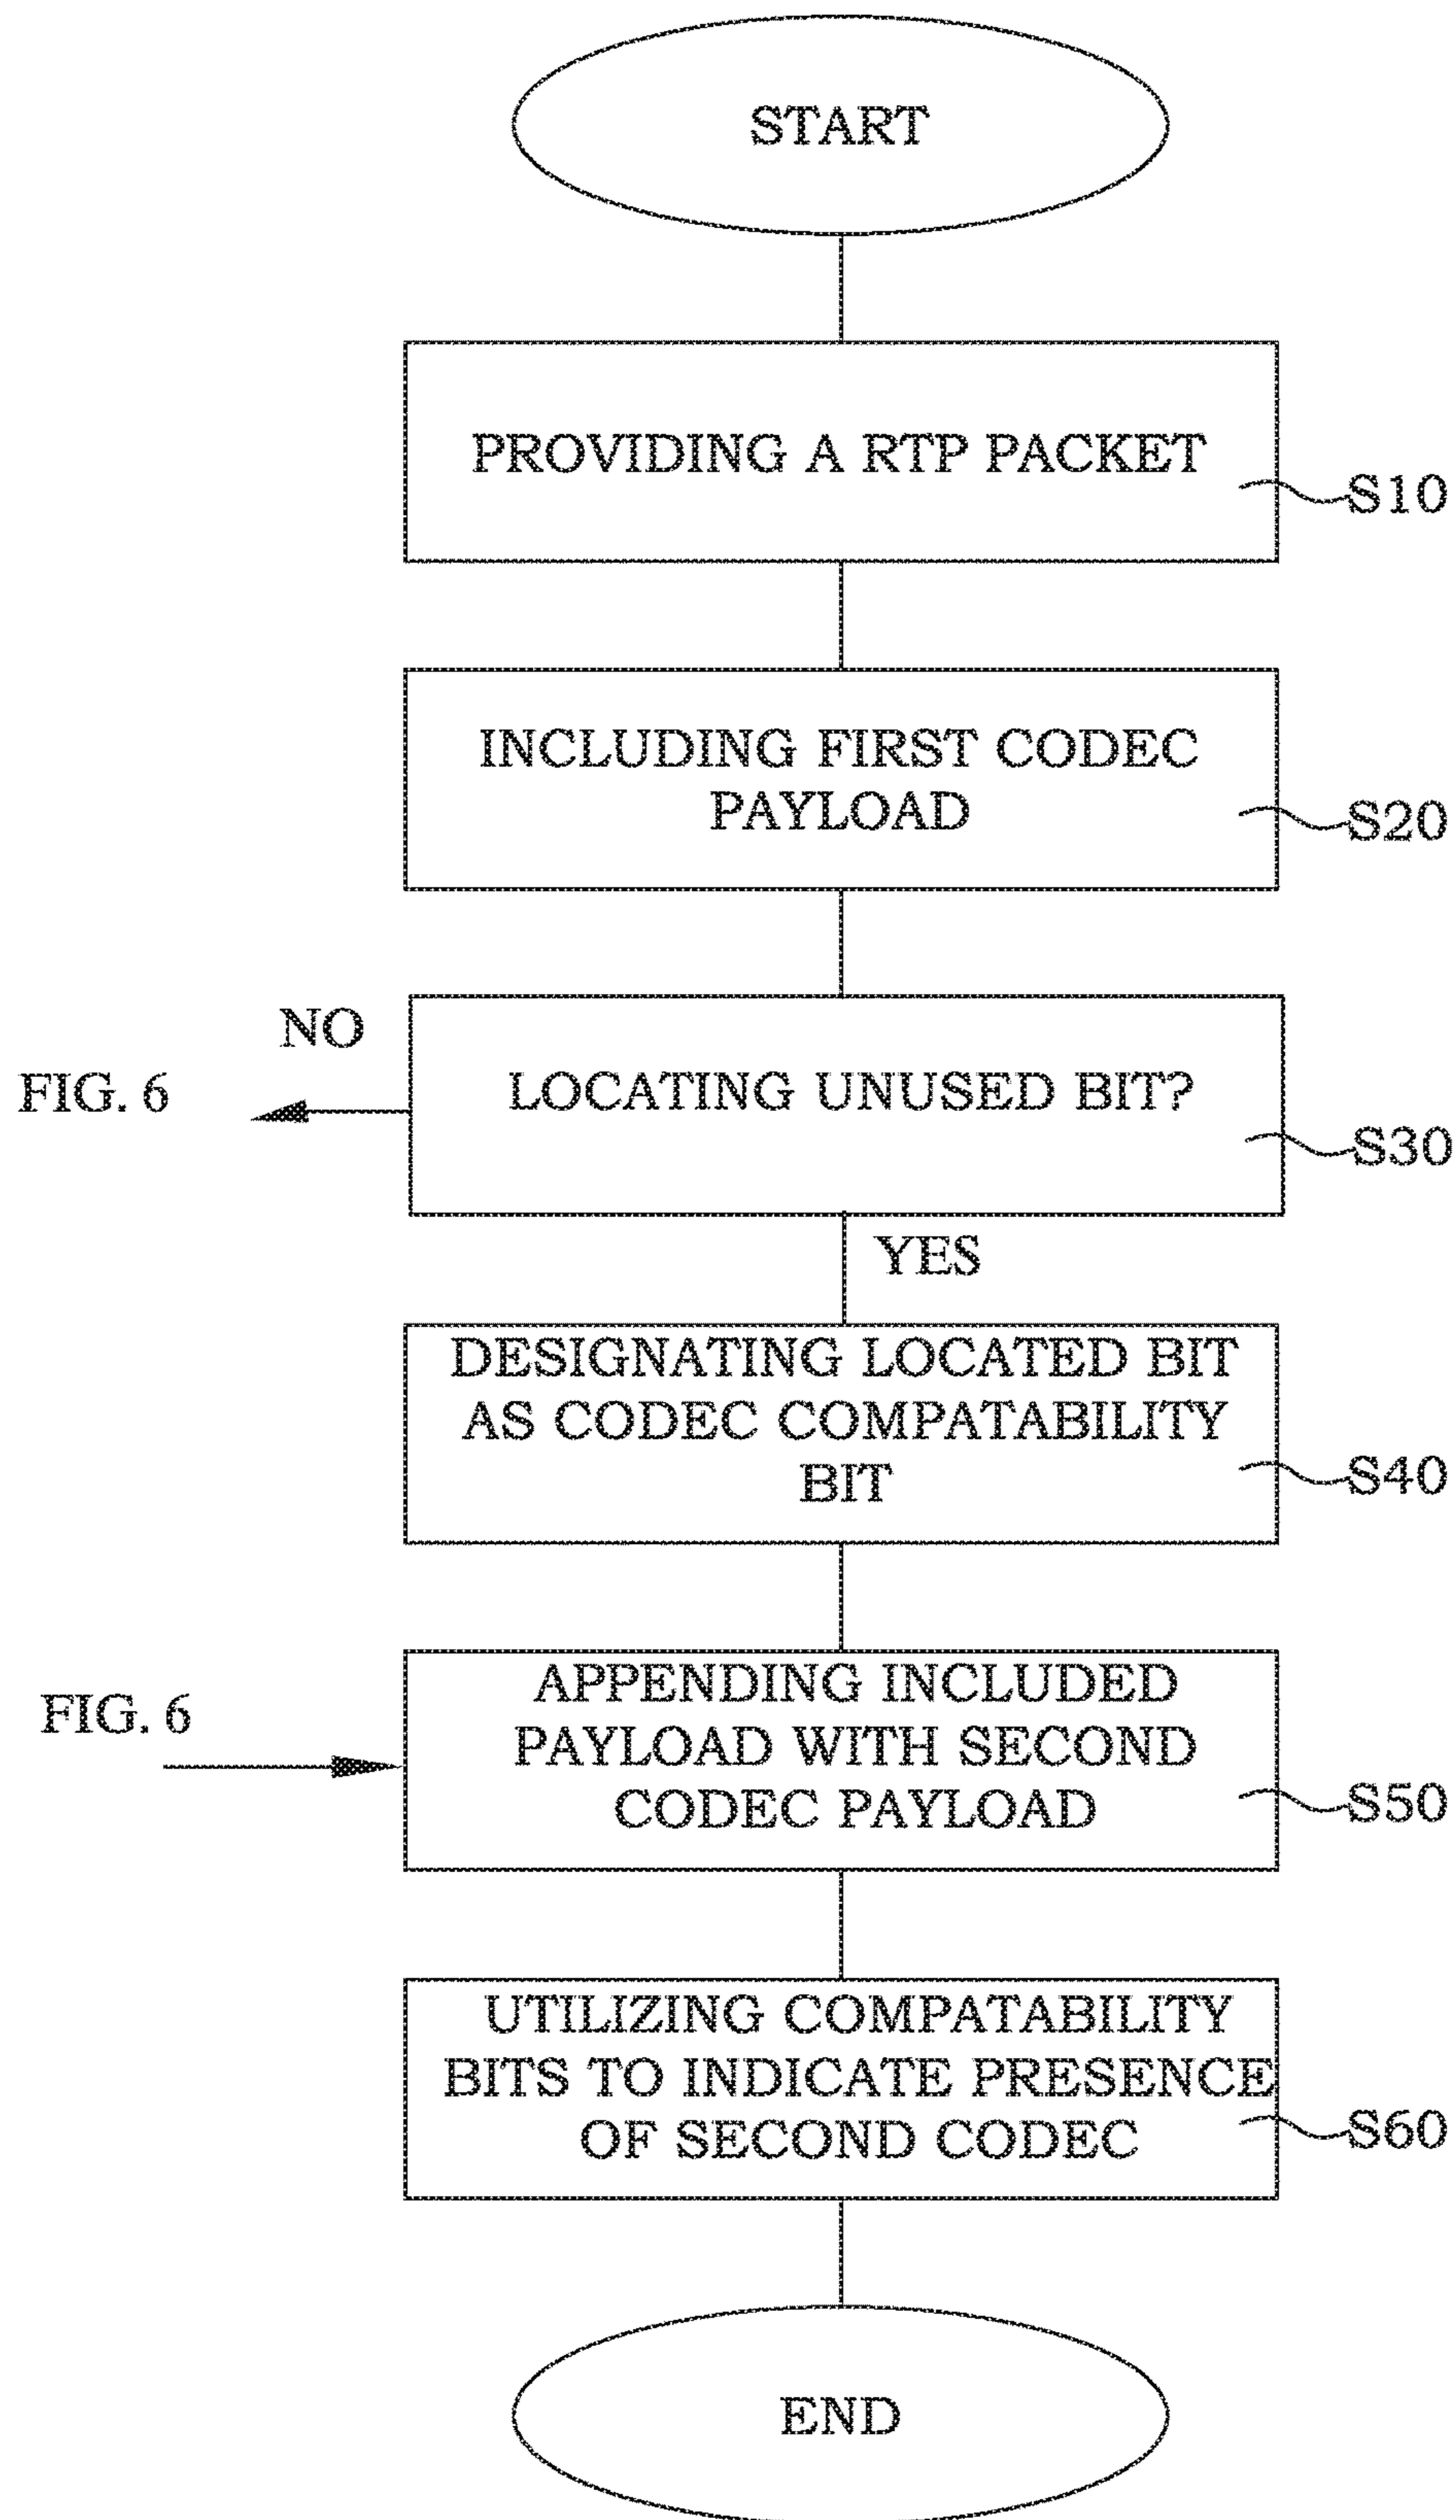 START
PROVIDING A RTP PACKET
S10
INCLUDING FIRST CODEC
PAYLOAD
S20
NO
FIG. 6
LOCATING UNUSED BIT?
S30
YES
DESIGNATING LOCATED BIT
AS CODEC COMPATABILITY
BIT
S40
FIG. 6
APPENDING INCLUDED
PAYLOAD WITH SECOND
CODEC PAYLOAD
S50
UTILIZING COMPATABILITY
BITS TO INDICATE PRESENCE
OF SECOND CODEC
S60
END